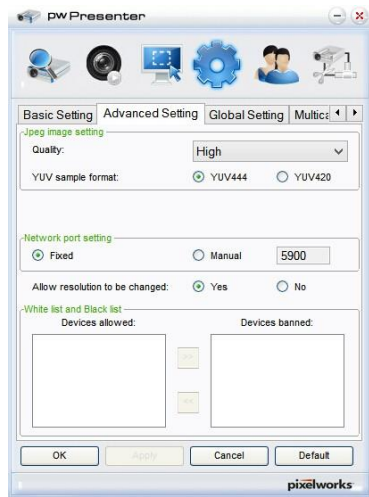 pwPresenter
Basic Setting Advanced Setting Global Setting Multica
Jpeg image setting
Quality: High
YUV sample format: YUV444 YUV420
Network port setting
Fixed Manual 5900
Allow resolution to be changed: Yes No
White list and Black list
Devices allowed: Devices banned:
>>
<<
OK Apply Cancel Default
pixelworks